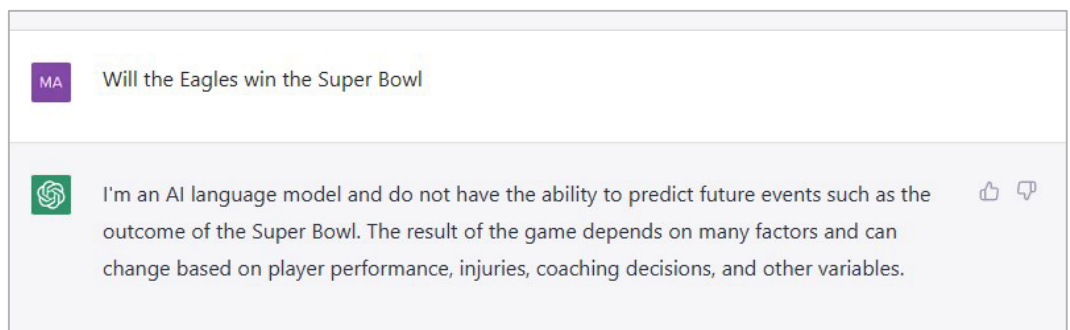 MA
Will the Eagles win the Super Bowl
I'm an AI language model and do not have the ability to predict future events such as the
outcome of the Super Bowl. The result of the game depends on many factors and can
change based on player performance, injuries, coaching decisions, and other variables.